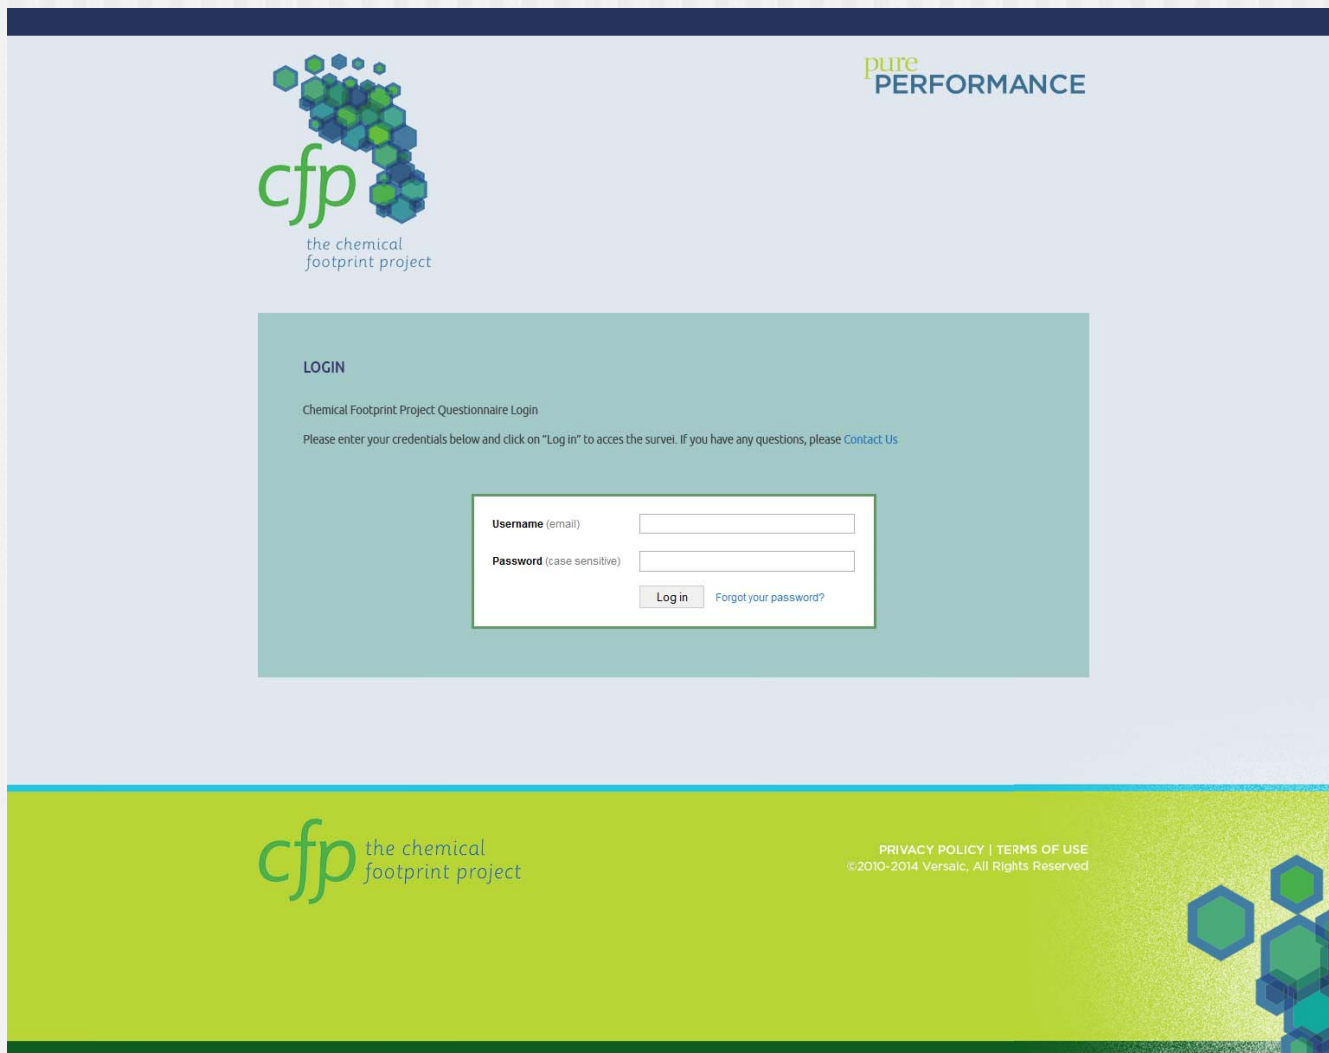 pure
PERFORMANCE
cfp
the chemical
footprint project
LOGIN
Chemical Footprint Project Questionnaire Login
Please enter your credentials below and click on "Log in" to acces the survei. If you have any questions, please Contact Us
Username (email)
Password (case sensitive)
Log in Forgot your password?
cfp the chemical
footprint project
PRIVACY POLICY | TERMS OF USE
©2010-2014 Versaic, All Rights Reserved